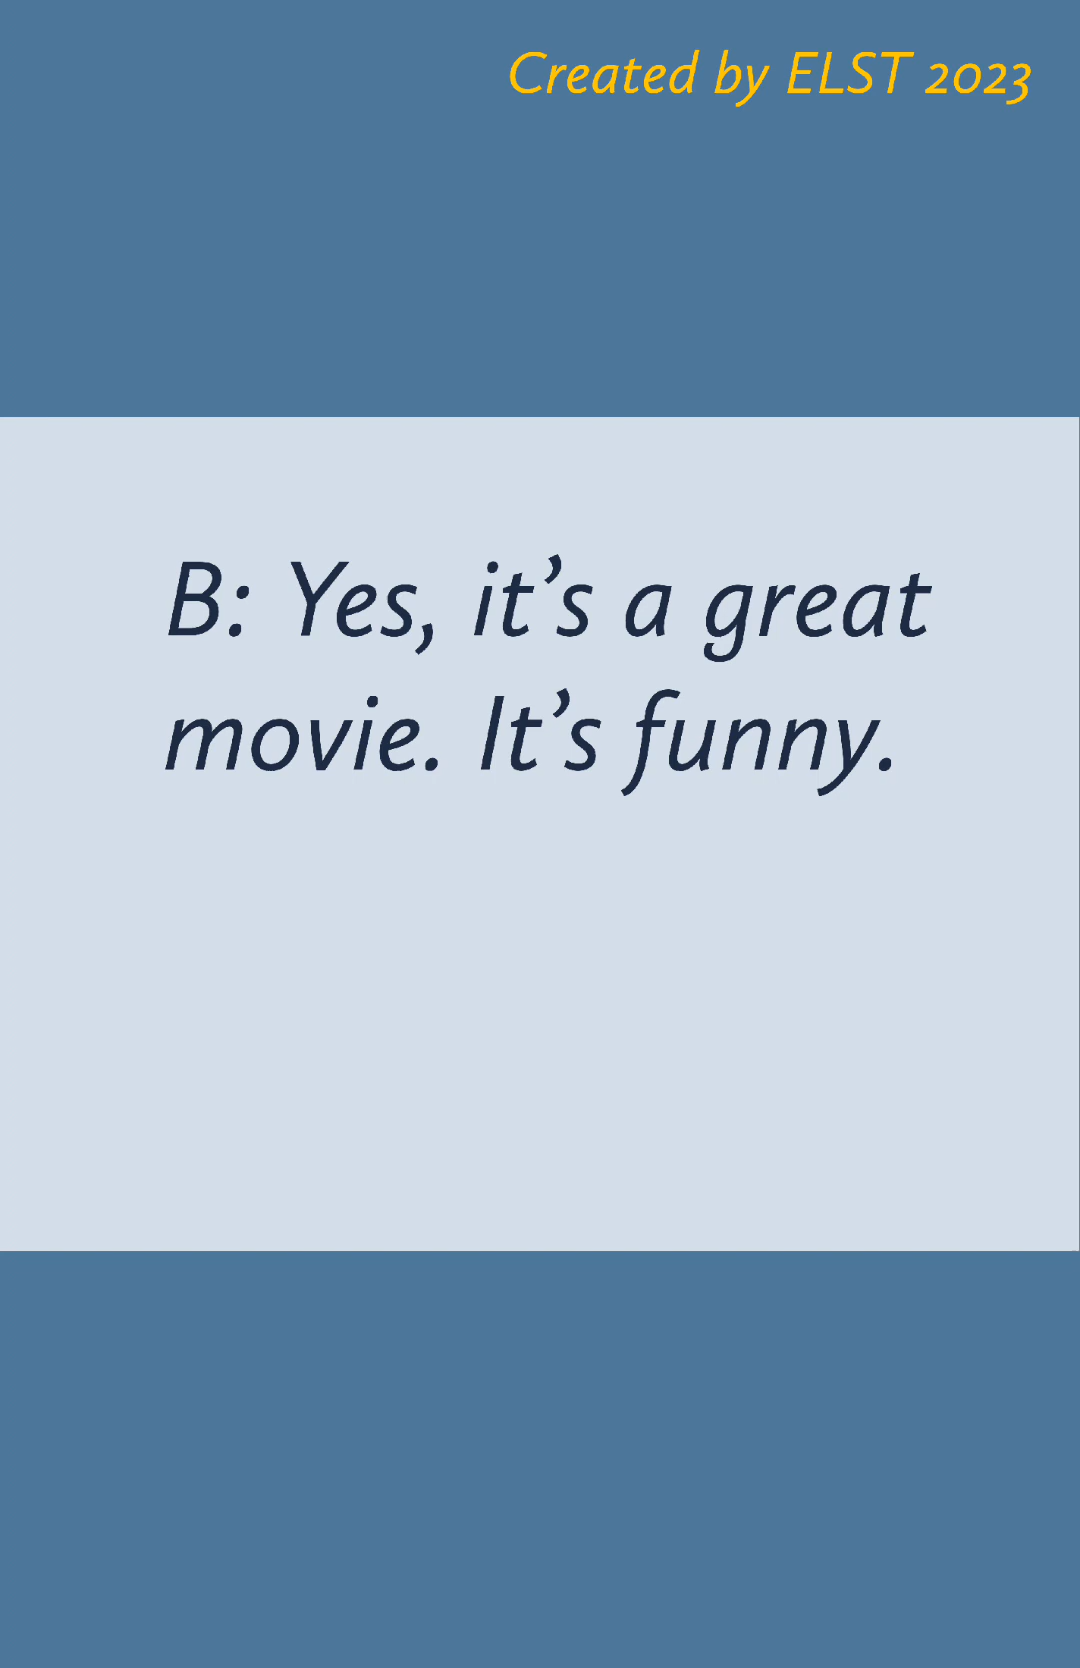 Created by ELST 2023
B: Yes, it’s a great
movie. It’s funny.